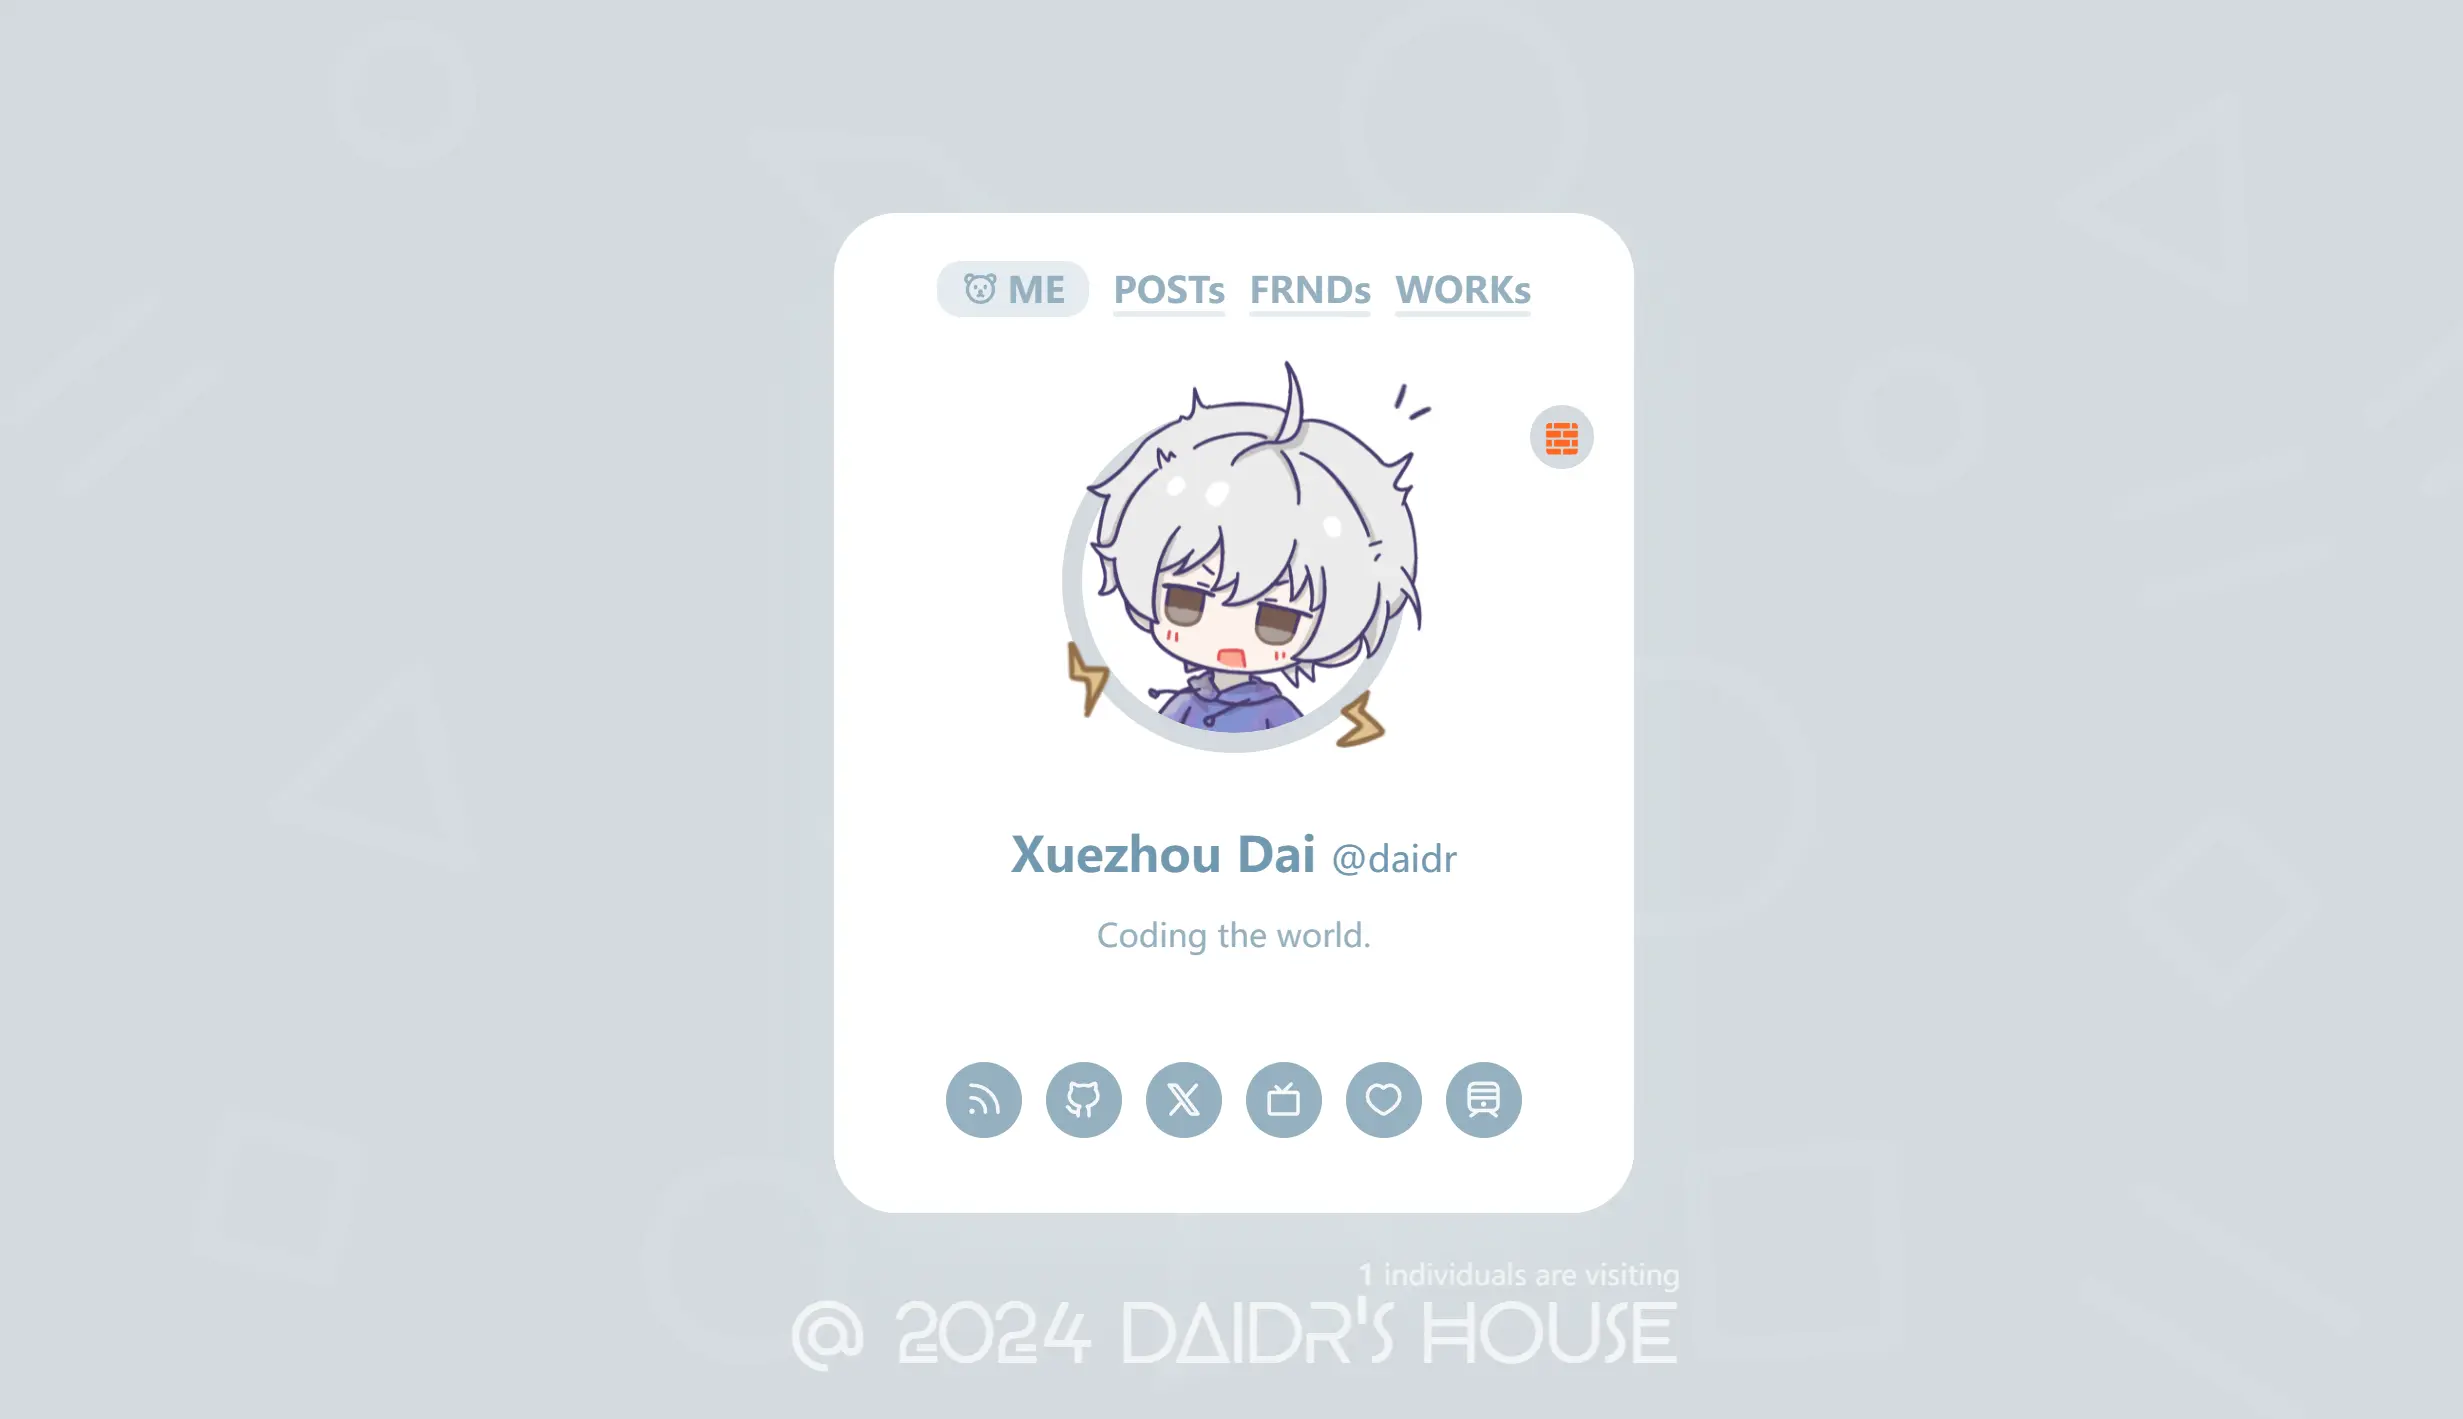 ME POSTs FRNDs WORKs
Xuezhou Dai @daidr
Coding the world.
1 individuals are visiting
@ 2024 DAIDR'S HOUSE